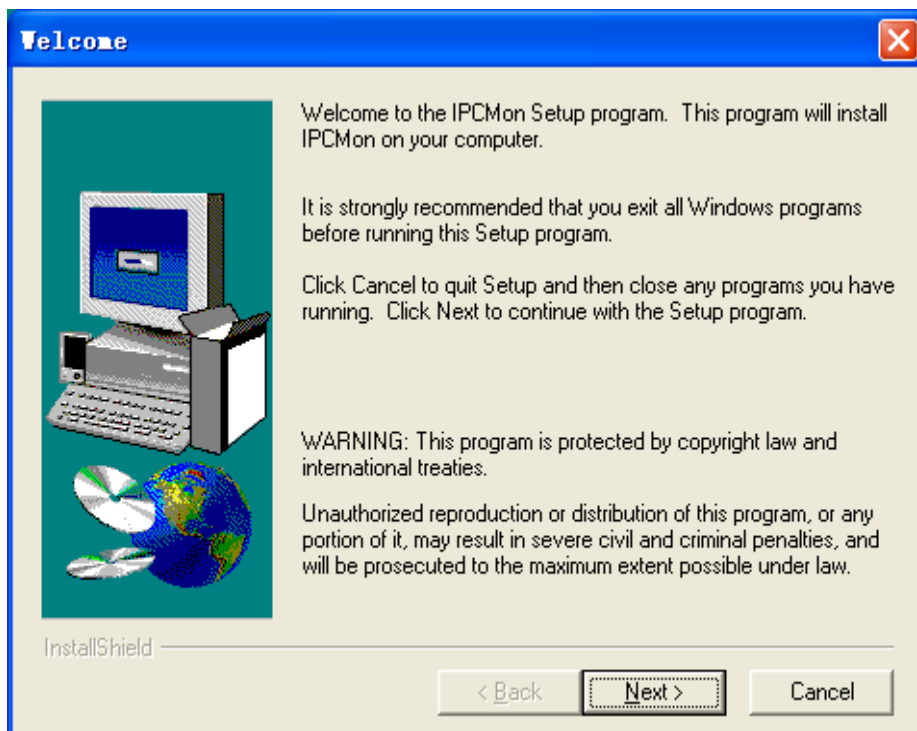 Welcome
Welcome to the IPCMon Setup program.  This program will install
IPCMon on your computer.
It is strongly recommended that you exit all Windows programs
before running this Setup program.
Click Cancel to quit Setup and then close any programs you have
running.  Click Next to continue with the Setup program.
WARNING: This program is protected by copyright law and
international treaties.
Unauthorized reproduction or distribution of this program, or any
portion of it, may result in severe civil and criminal penalties, and
will be prosecuted to the maximum extent possible under law.
InstallShield
< Back
Next >
Cancel